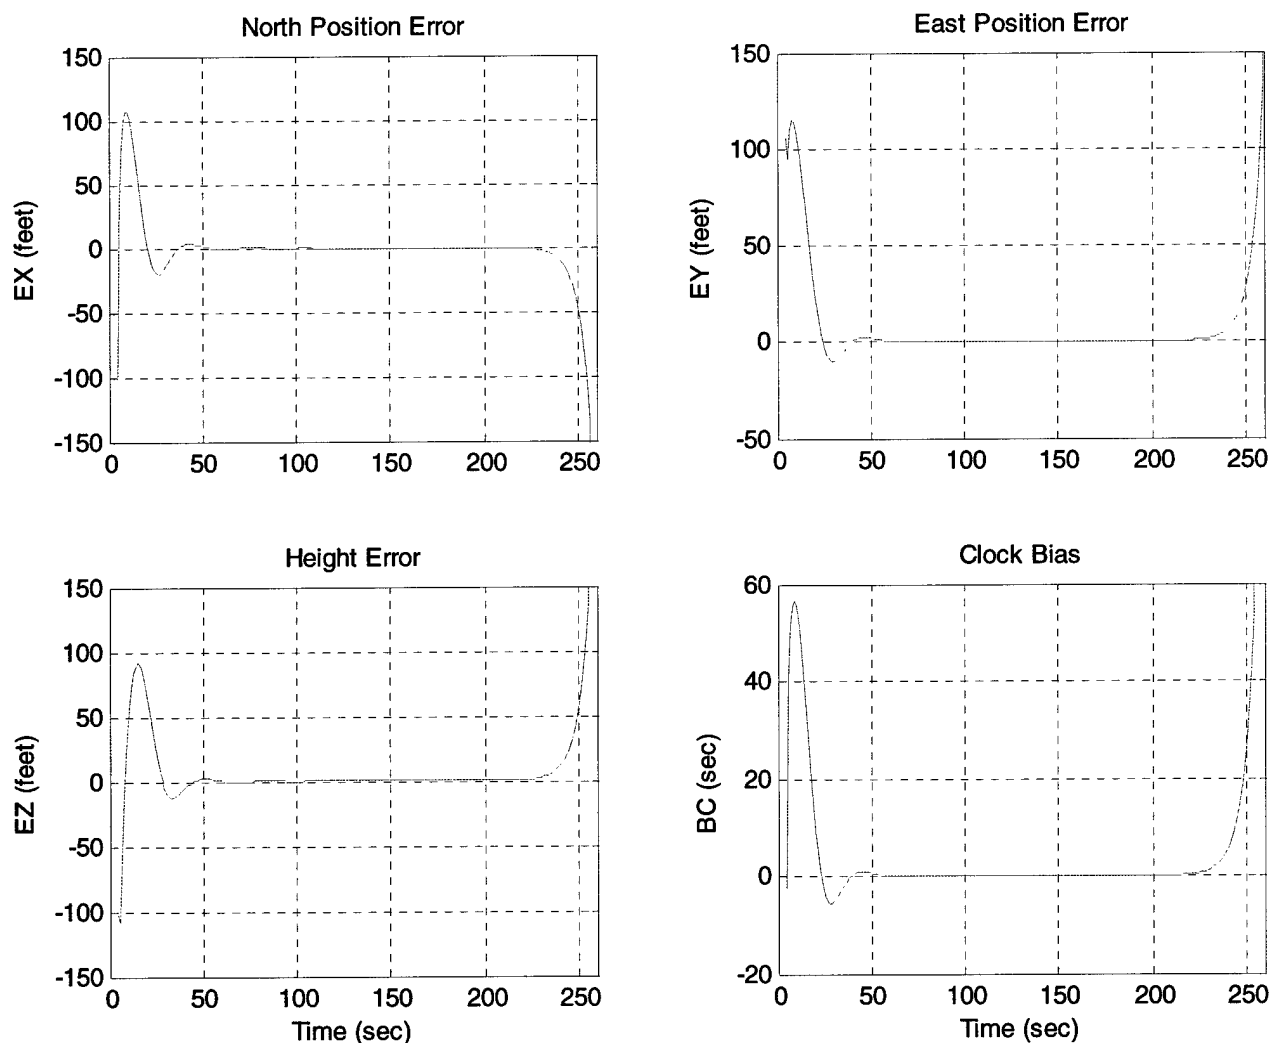 North Position Error
150
100
50
0
-50
-100
-150
EX (feet)
0 50 100 150 200 250
East Position Error
150
100
50
0
-50
EY (feet)
0 50 100 150 200 250
Height Error
150
100
50
0
-50
-100
-150
EZ (feet)
0 50 100 150 200 250
Time (sec)
Clock Bias
60
40
20
0
-20
BC (sec)
0 50 100 150 200 250
Time (sec)